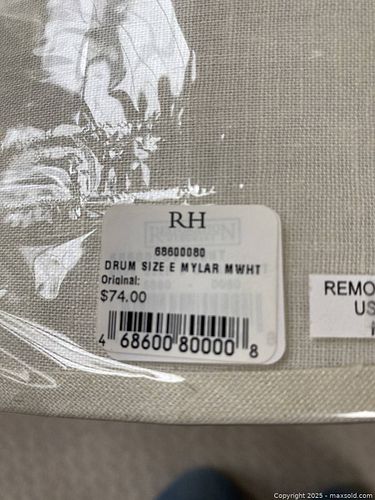 RH
68600080
DRUM SIZE E MYLAR MWHT
Original:
$74.00
4 68600 80000 8
REMO
US
Copyright 2025 - maxsold.com